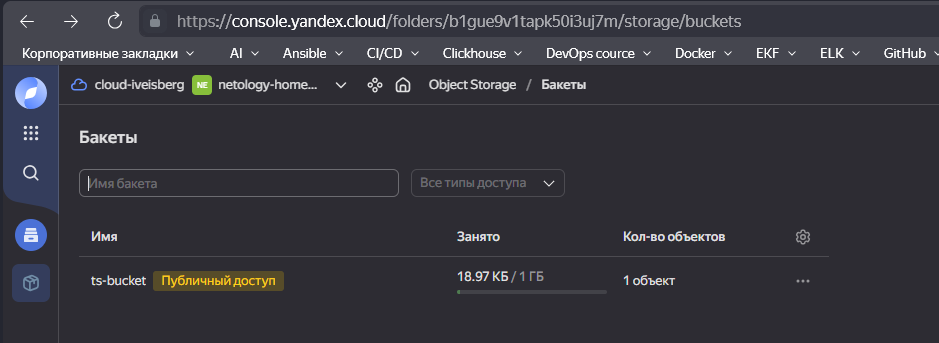 https://console.yandex.cloud/folders/b1gue9v1tapk50i3uj7m/storage/buckets
Корпоративные закладки AI Ansible CI/CD Clickhouse DevOps cource Docker EKF ELK GitHub
cloud-iveisberg NE netology-home... Object Storage / Бакеты
Бакеты
Имя бакета Все типы доступа
Имя Занято Кол-во объектов
ts-bucket Публичный доступ 18.97 КБ / 1 ГБ 1 объект